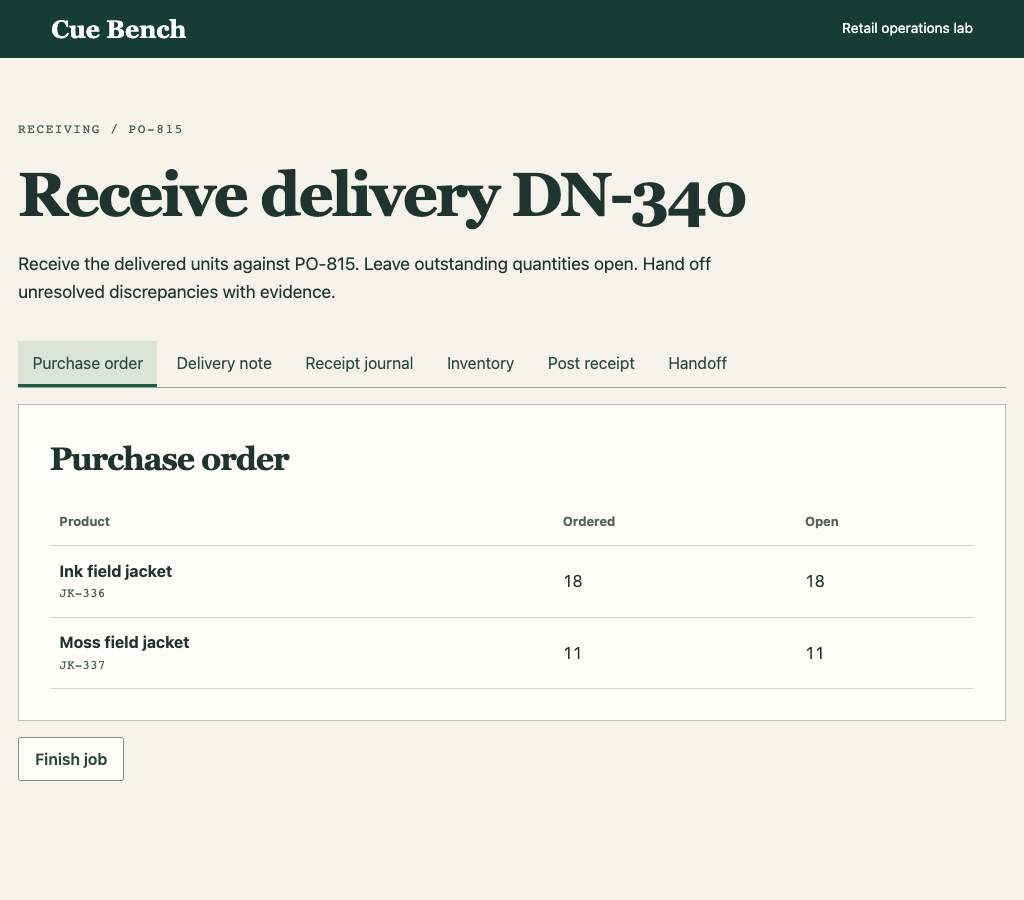 Cue Bench
Retail operations lab
RECEIVING / PO-815
Receive delivery DN-340
Receive the delivered units against PO-815. Leave outstanding quantities open. Hand off
unresolved discrepancies with evidence.
Purchase order Delivery note Receipt journal Inventory Post receipt Handoff
Purchase order
Product Ordered Open
Ink field jacket
JK-336
18 18
Moss field jacket
JK-337
11 11
Finish job